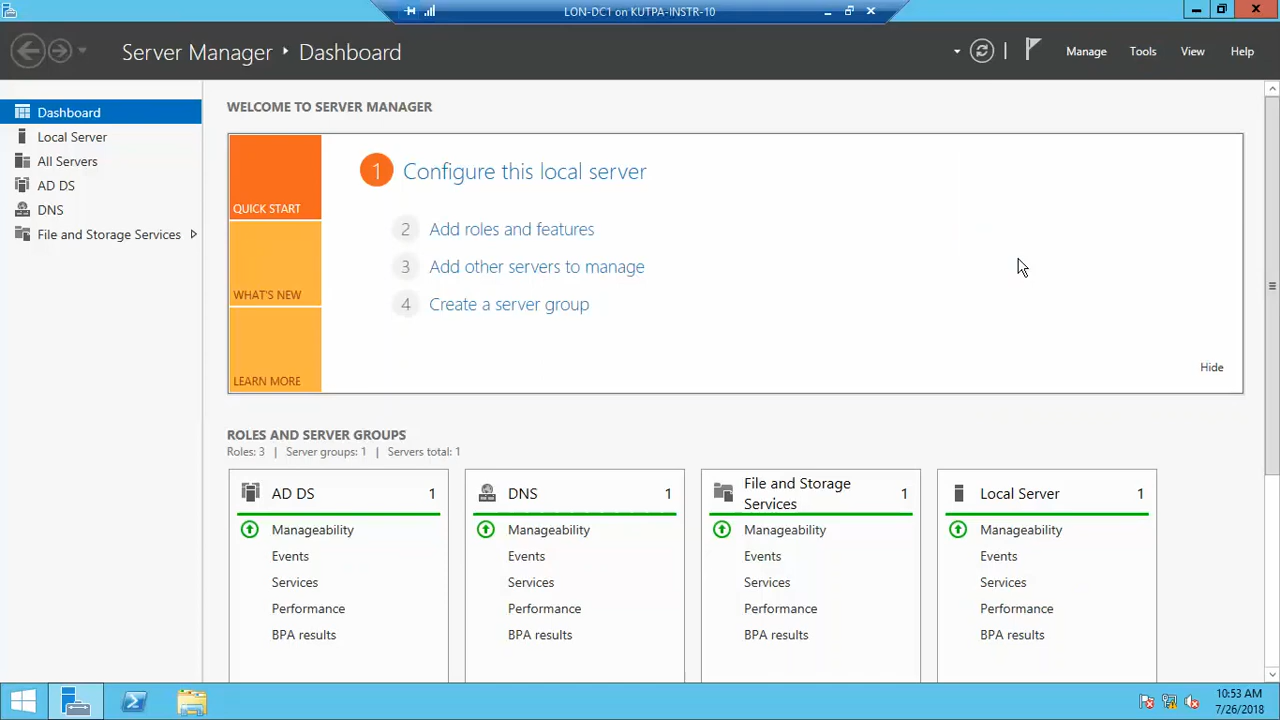 LON-DC1 on KUTPA-INSTR-10
Server Manager ‣ Dashboard
Manage
Tools
View
Help
Dashboard
Local Server
All Servers
AD DS
DNS
File and Storage Services
WELCOME TO SERVER MANAGER
QUICK START
WHAT'S NEW
LEARN MORE
1 Configure this local server
2 Add roles and features
3 Add other servers to manage
4 Create a server group
Hide
ROLES AND SERVER GROUPS
Roles: 3 | Server groups: 1 | Servers total: 1
AD DS 1
Manageability
Events
Services
Performance
BPA results
DNS 1
Manageability
Events
Services
Performance
BPA results
File and Storage
Services 1
Manageability
Events
Services
Performance
BPA results
Local Server 1
Manageability
Events
Services
Performance
BPA results
10:53 AM
7/26/2018